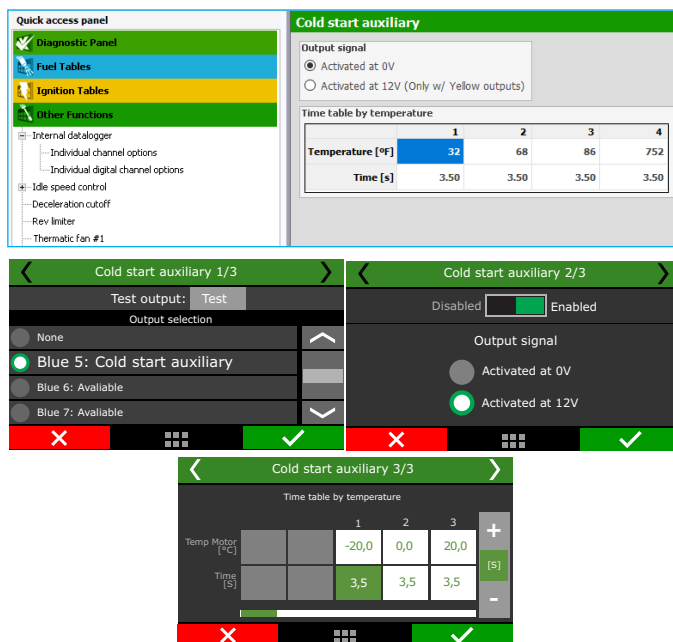 Quick access panel
Diagnostic Panel
Fuel Tables
Ignition Tables
Other Functions
Internal datalogger
Individual channel options
Individual digital channel options
Idle speed control
Deceleration cutoff
Rev limiter
Thermatic fan #1
Cold start auxiliary
Output signal
Activated at 0V
Activated at 12V (Only w/ Yellow outputs)
Time table by temperature
1 2 3 4
Temperature [ºF] 32 68 86 752
Time [s] 3.50 3.50 3.50 3.50
Cold start auxiliary 1/3
Test output: Test
Output selection
None
Blue 5: Cold start auxiliary
Blue 6: Avaliable
Blue 7: Avaliable
Cold start auxiliary 2/3
Disabled Enabled
Output signal
Activated at 0V
Activated at 12V
Cold start auxiliary 3/3
Time table by temperature
1 2 3
+
Temp Motor
[ºC]
-20,0 0,0 20,0
[S]
Time
[S]
3,5 3,5 3,5
-